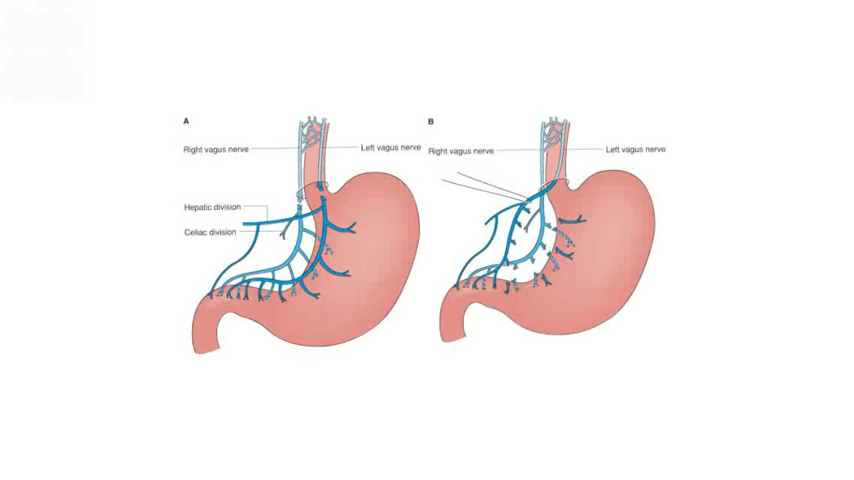 A
Right vagus nerve
Left vagus nerve
Hepatic division
Celiac division
B
Right vagus nerve
Left vagus nerve